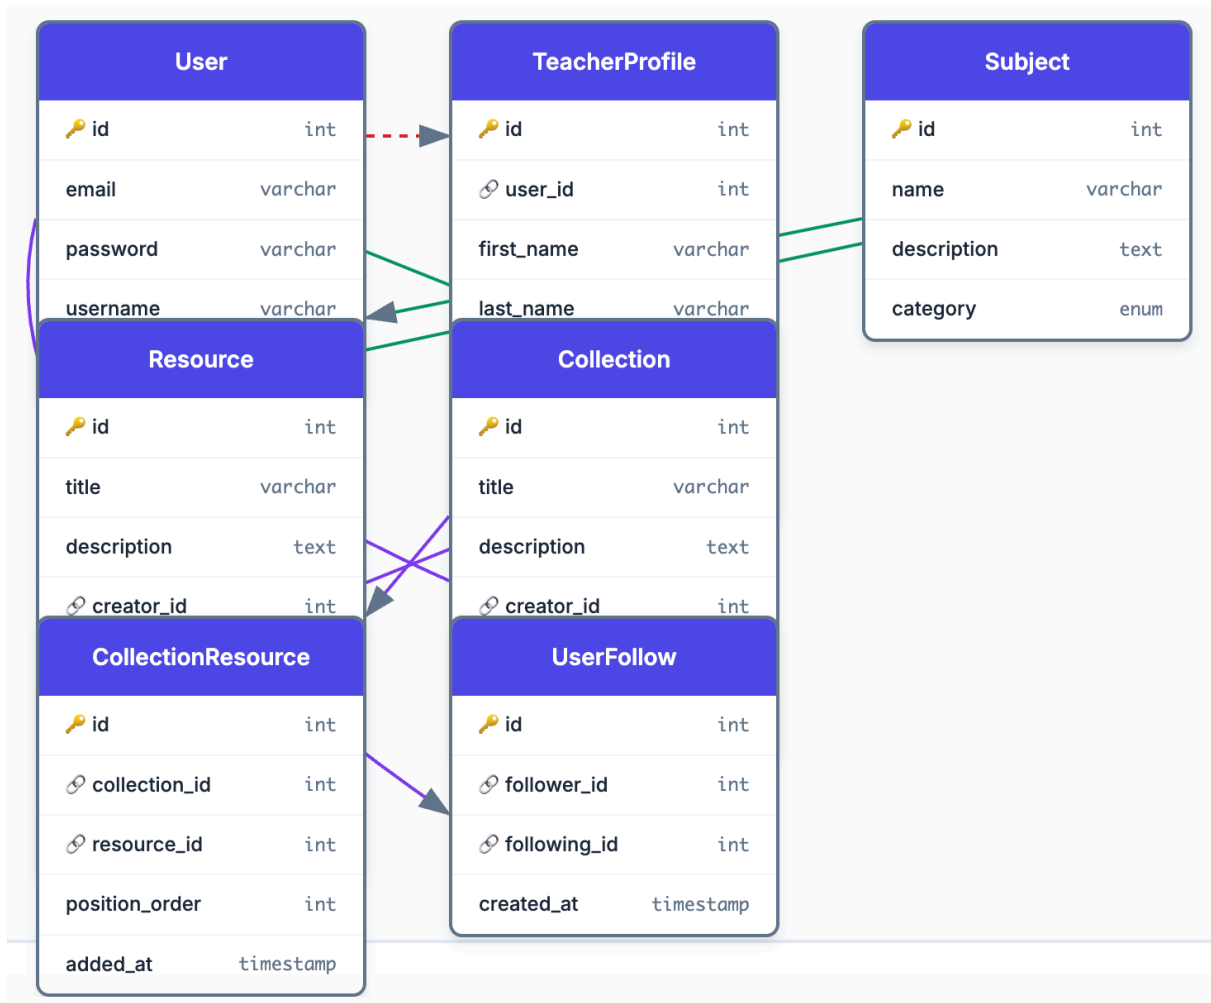 User
id int
email varchar
password varchar
username varchar
TeacherProfile
id int
user_id int
first_name varchar
last_name varchar
Subject
id int
name varchar
description text
category enum
Resource
id int
title varchar
description text
creator_id int
Collection
id int
title varchar
description text
creator_id int
CollectionResource
id int
collection_id int
resource_id int
position_order int
added_at timestamp
UserFollow
id int
follower_id int
following_id int
created_at timestamp